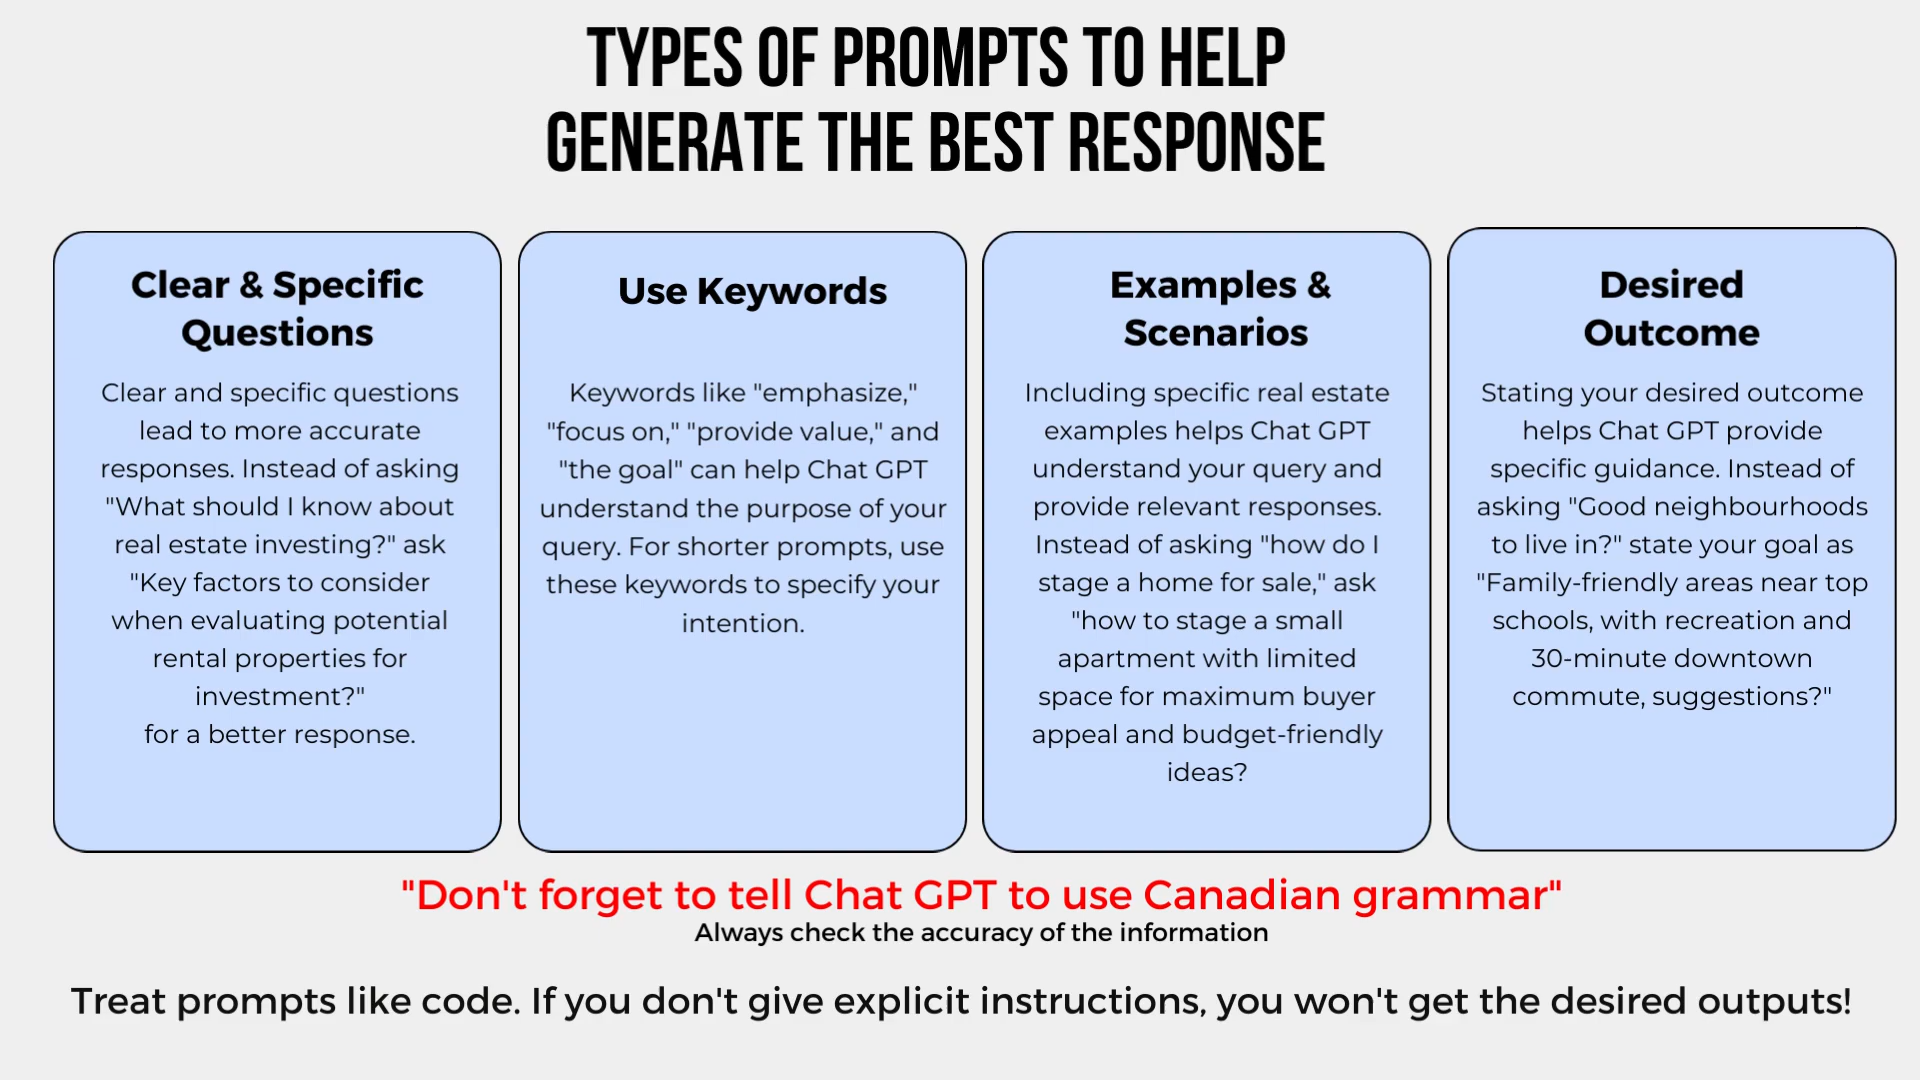 TYPES OF PROMPTS TO HELP
GENERATE THE BEST RESPONSE
Clear & Specific
Questions
Clear and specific questions
lead to more accurate
responses. Instead of asking
"What should I know about
real estate investing?" ask
"Key factors to consider
when evaluating potential
rental properties for
investment?"
for a better response.
Use Keywords
Keywords like "emphasize,"
"focus on," "provide value," and
"the goal" can help Chat GPT
understand the purpose of your
query. For shorter prompts, use
these keywords to specify your
intention.
Examples &
Scenarios
Including specific real estate
examples helps Chat GPT
understand your query and
provide relevant responses.
Instead of asking "how do I
stage a home for sale," ask
"how to stage a small
apartment with limited
space for maximum buyer
appeal and budget-friendly
ideas?
Desired
Outcome
Stating your desired outcome
helps Chat GPT provide
specific guidance. Instead of
asking "Good neighbourhoods
to live in?" state your goal as
"Family-friendly areas near top
schools, with recreation and
30-minute downtown
commute, suggestions?"
"Don't forget to tell Chat GPT to use Canadian grammar"
Always check the accuracy of the information
Treat prompts like code. If you don't give explicit instructions, you won't get the desired outputs!